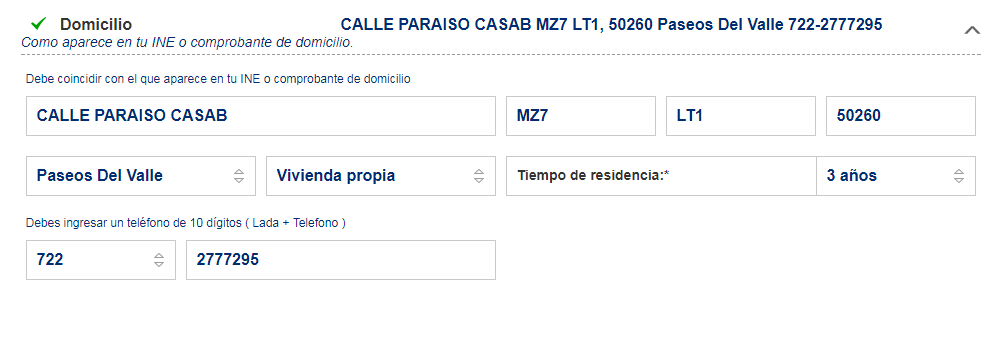 Domicilio CALLE PARAISO CASAB MZ7 LT1, 50260 Paseos Del Valle 722-2777295
Como aparece en tu INE o comprobante de domicilio.
Debe coincidir con el que aparece en tu INE o comprobante de domicilio
CALLE PARAISO CASAB MZ7 LT1 50260
Paseos Del Valle Vivienda propia Tiempo de residencia:* 3 años
Debes ingresar un teléfono de 10 dígitos ( Lada + Telefono )
722 2777295